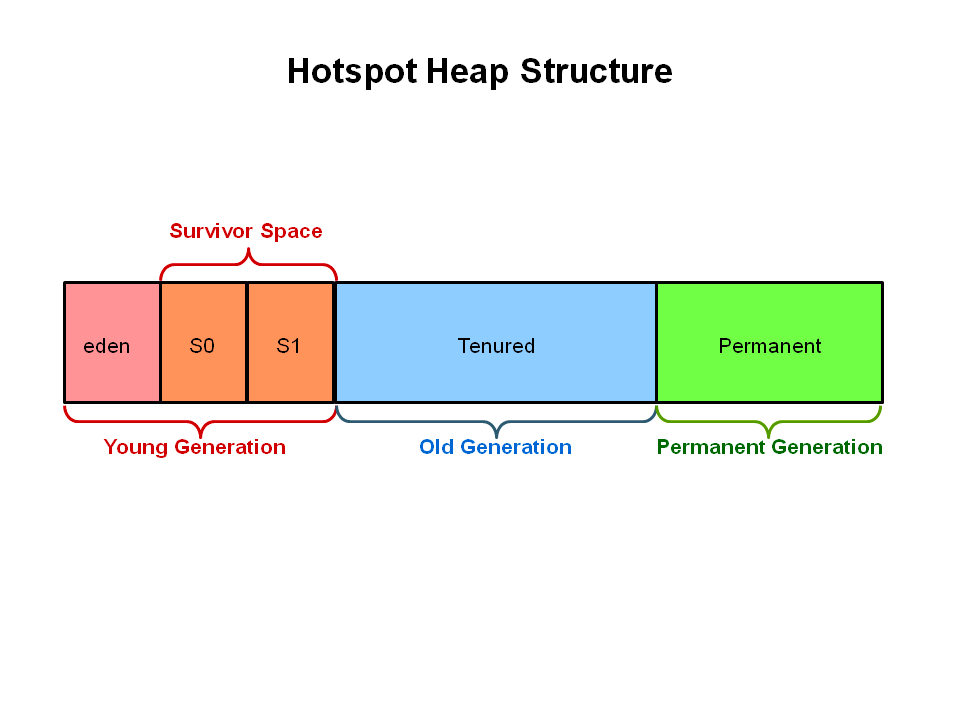 Hotspot Heap Structure
Survivor Space
eden
S0
S1
Tenured
Permanent
Young Generation
Old Generation
Permanent Generation